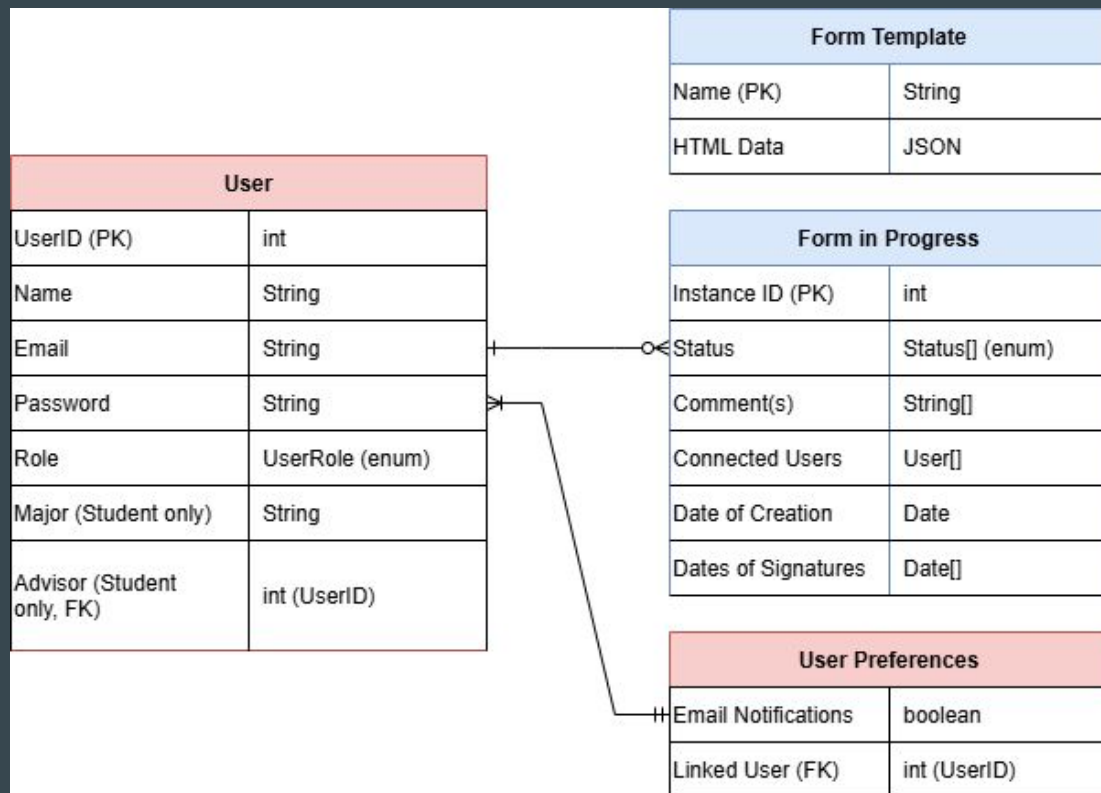 Form Template
Name (PK) String
HTML Data JSON
User
UserID (PK) int
Name String
Email String
Password String
Role UserRole (enum)
Major (Student only) String
Advisor (Student
only, FK) int (UserID)
Form in Progress
Instance ID (PK) int
Status Status[] (enum)
Comment(s) String[]
Connected Users User[]
Date of Creation Date
Dates of Signatures Date[]
User Preferences
Email Notifications boolean
Linked User (FK) int (UserID)